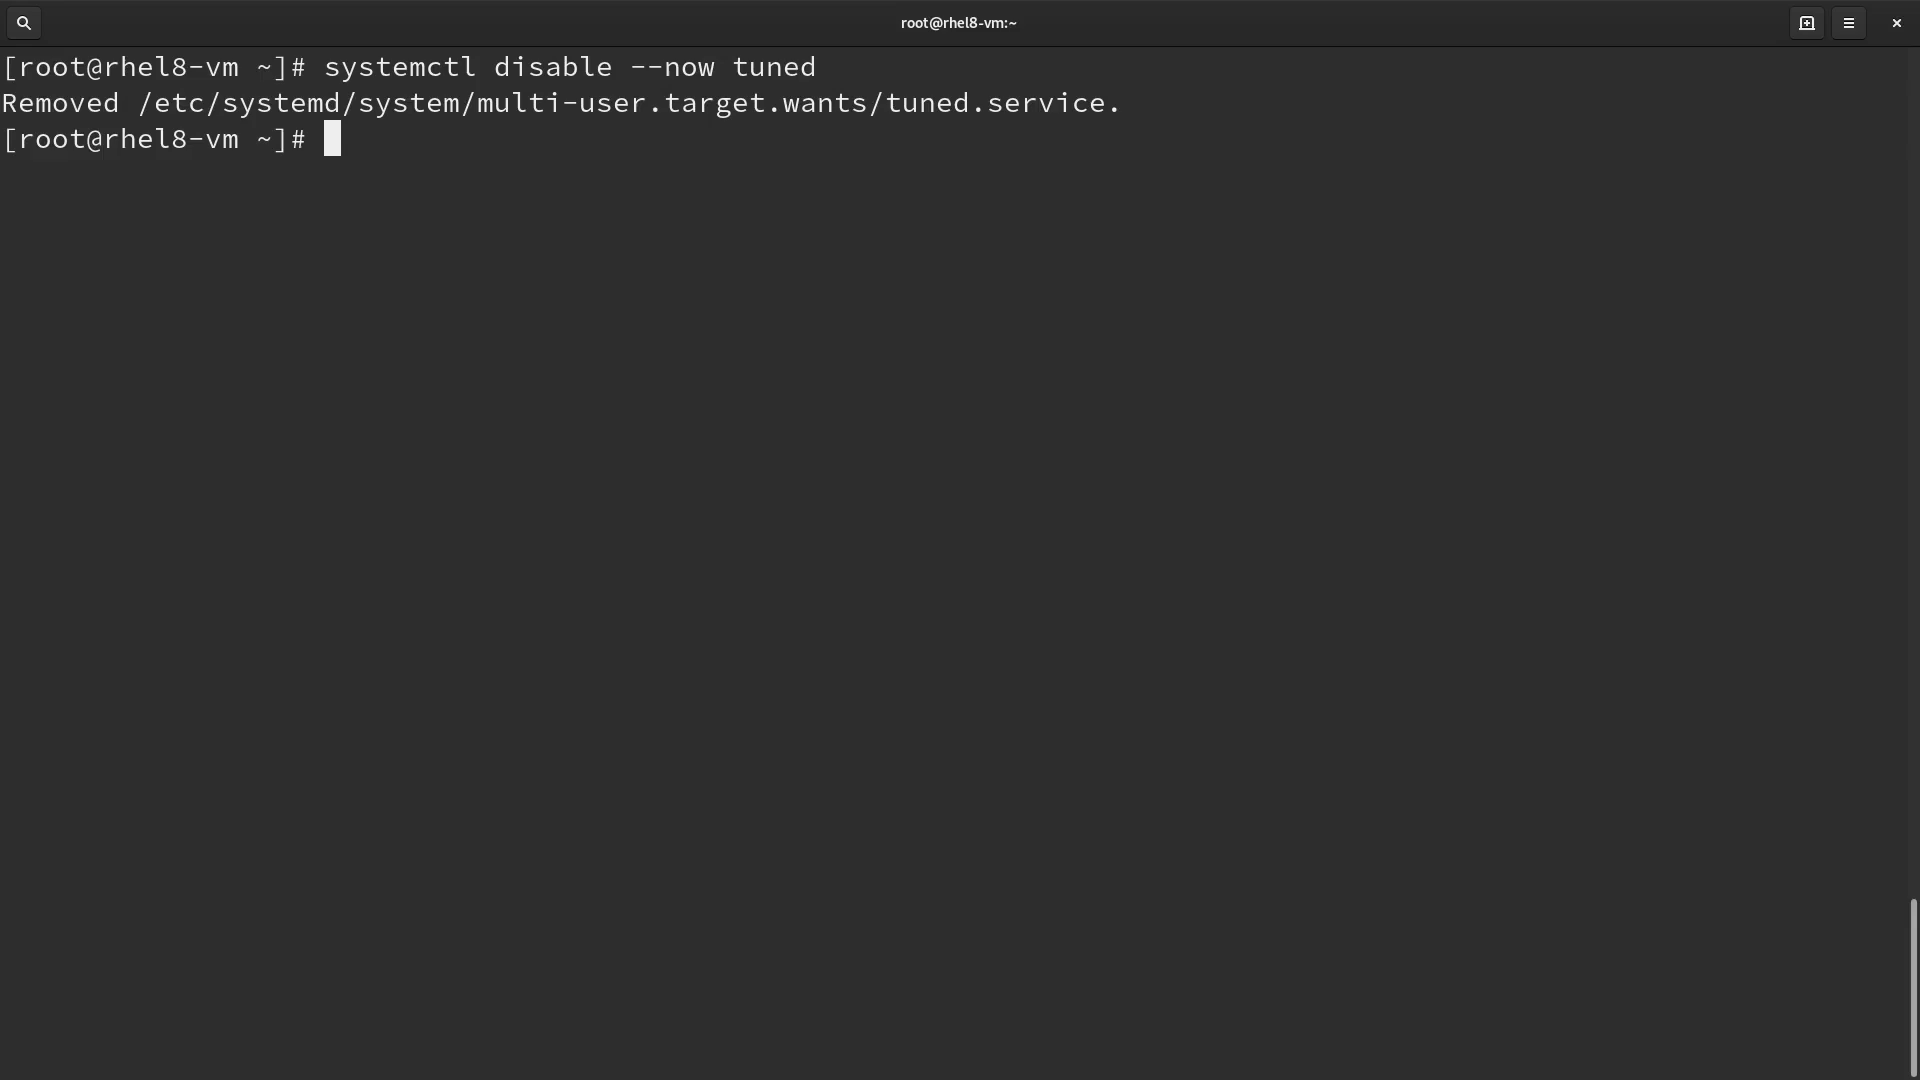 root@rhel8-vm:~
[root@rhel8-vm ~]# systemctl disable --now tuned
Removed /etc/systemd/system/multi-user.target.wants/tuned.service.
[root@rhel8-vm ~]#